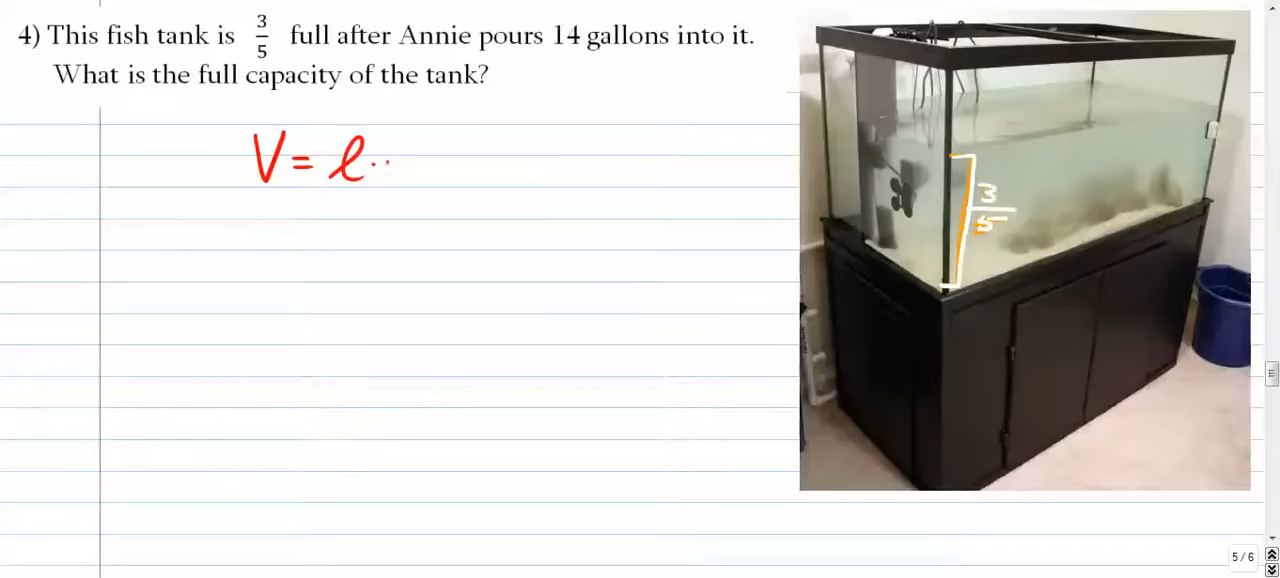 4) This fish tank is 3/5 full after Annie pours 14 gallons into it.
What is the full capacity of the tank?
V = ℓ ··
3/5
5 / 6